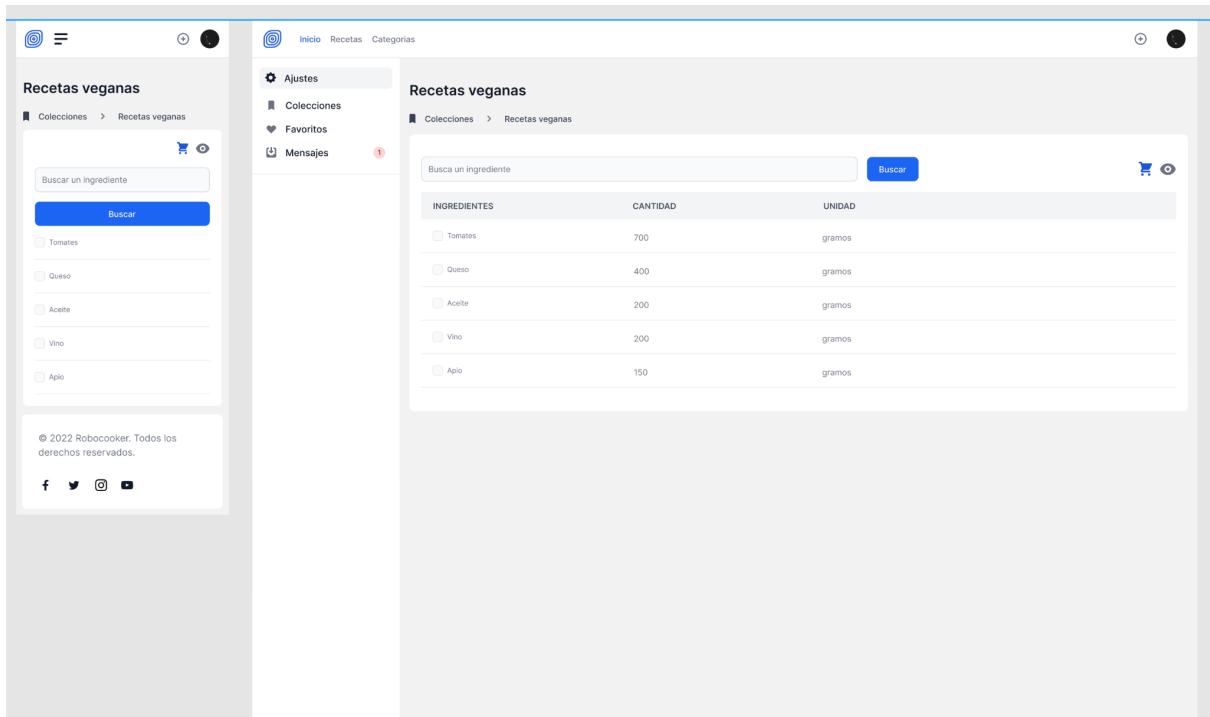 Recetas veganas
Colecciones > Recetas veganas
Buscar un ingrediente
Buscar
Tomates
Queso
Aceite
Vino
Apio
© 2022 Robocooker. Todos los
derechos reservados.
Inicio Recetas Categorias
Ajustes
Colecciones
Favoritos
Mensajes 1
Recetas veganas
Colecciones > Recetas veganas
Busca un ingrediente Buscar
INGREDIENTES CANTIDAD UNIDAD
Tomates 700 gramos
Queso 400 gramos
Aceite 200 gramos
Vino 200 gramos
Apio 150 gramos